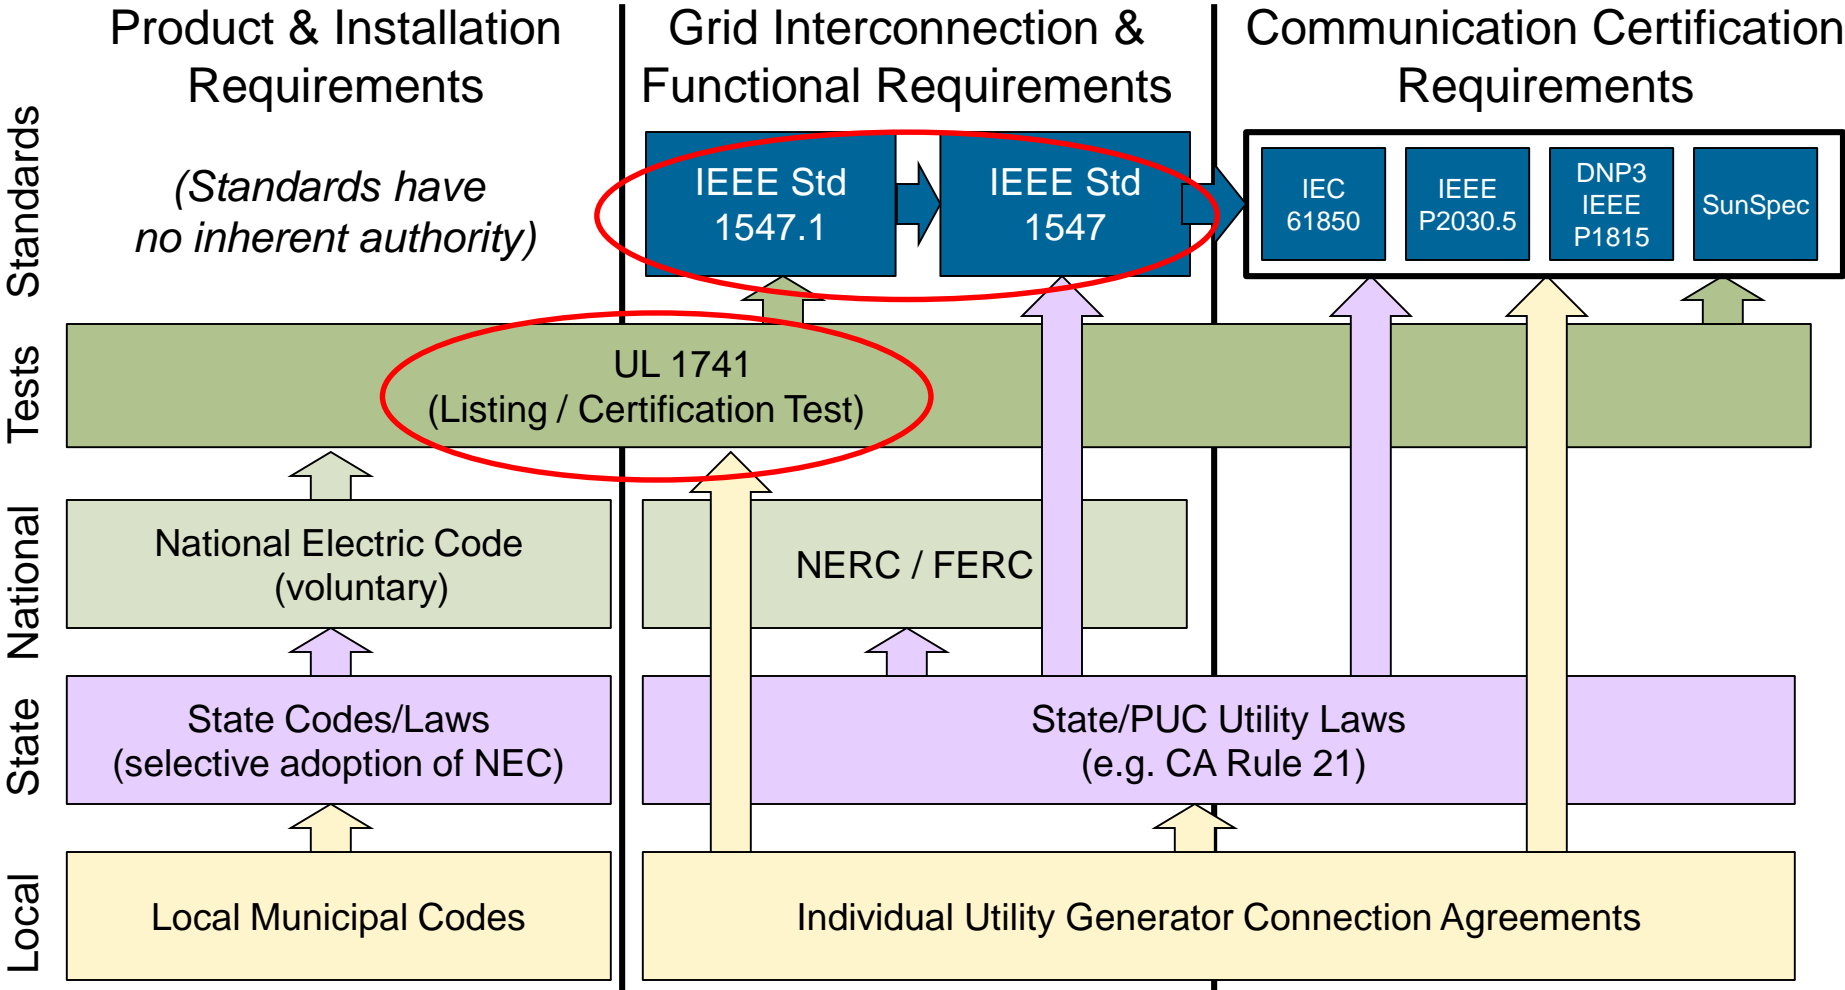 Product & Installation
Requirements
Grid Interconnection &
Functional Requirements
Communication Certification
Requirements
Standards
(Standards have
no inherent authority)
IEEE Std
1547.1
IEEE Std
1547
IEC
61850
IEEE
P2030.5
DNP3
IEEE
P1815
SunSpec
Tests
UL 1741
(Listing / Certification Test)
National
National Electric Code
(voluntary)
NERC / FERC
State
State Codes/Laws
(selective adoption of NEC)
State/PUC Utility Laws
(e.g. CA Rule 21)
Local
Local Municipal Codes
Individual Utility Generator Connection Agreements